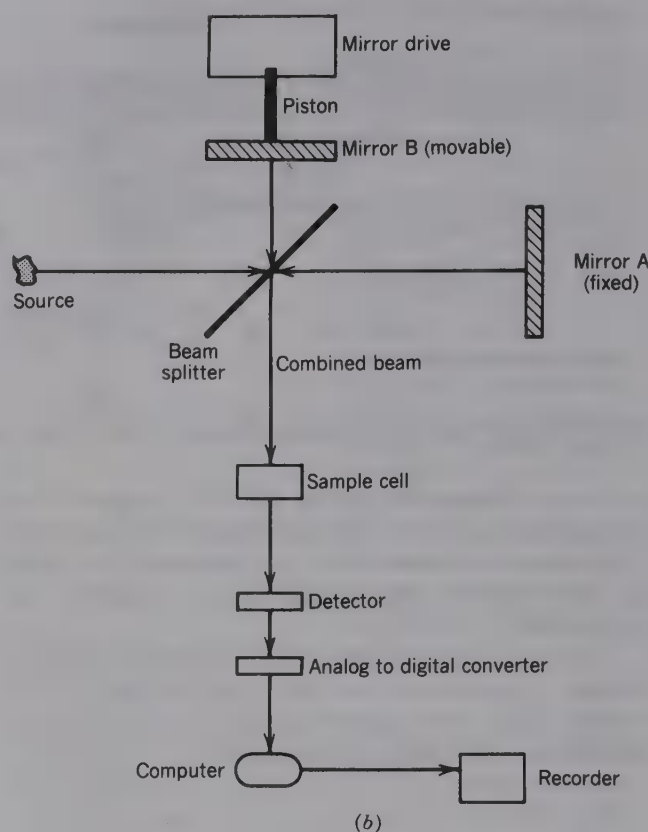 Mirror drive
Piston
Mirror B (movable)
Mirror A
(fixed)
Source
Beam
splitter
Combined beam
Sample cell
Detector
Analog to digital converter
Computer
Recorder
(b)